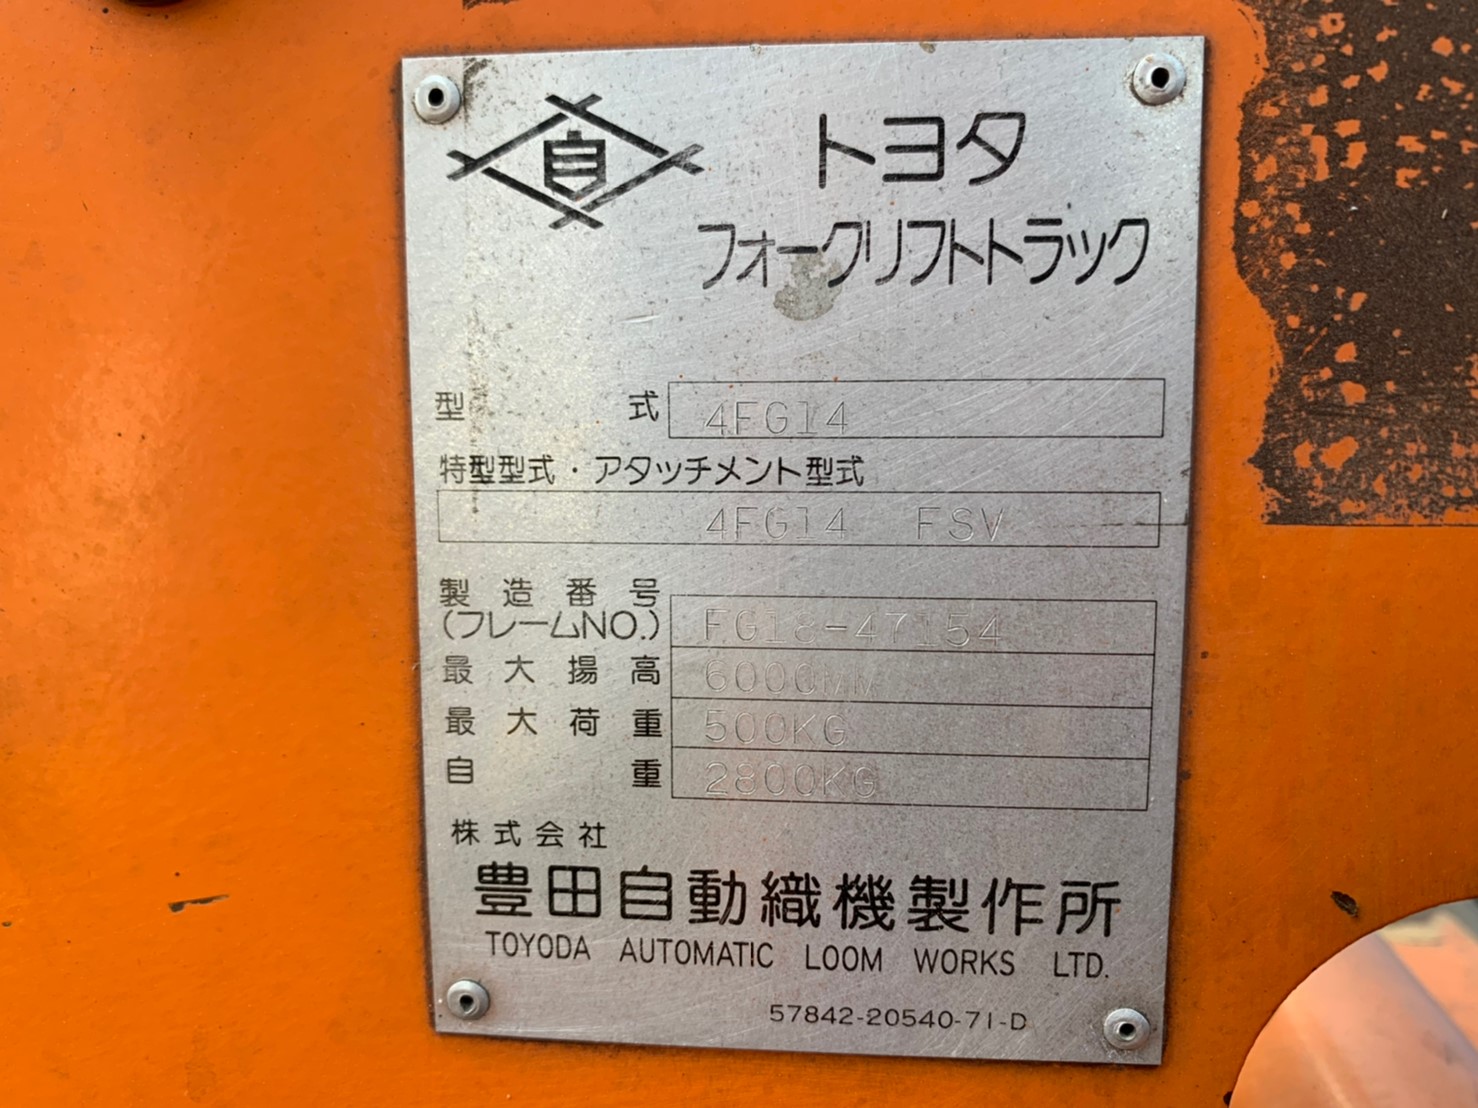 自
トヨタ
フォークリフトトラック
型式 4FG14
特型型式・アタッチメント型式
4FG14 FSV
製造番号
(フレームNO.) FG18-47154
最大揚高 6000MM
最大荷重 500KG
自重 2800KG
株式会社
豊田自動織機製作所
TOYODA AUTOMATIC LOOM WORKS LTD.
57842-20540-71-D